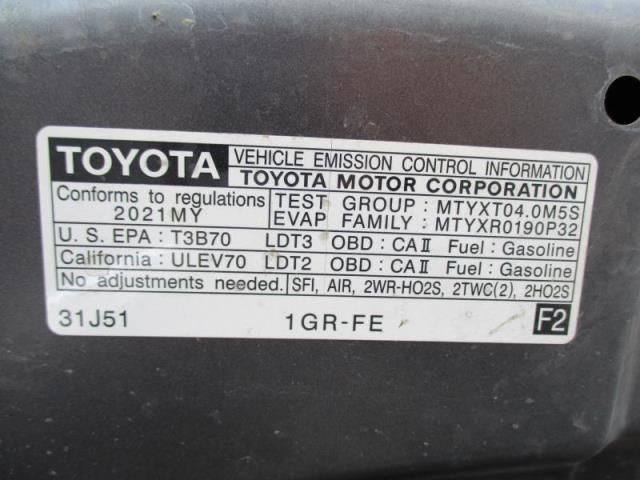 TOYOTA VEHICLE EMISSION CONTROL INFORMATION
TOYOTA MOTOR CORPORATION
Conforms to regulations
2021MY
TEST GROUP : MTYXT04.0M5S
EVAP FAMILY : MTYXR0190P32
U. S. EPA : T3B70 LDT3 OBD : CAⅡ Fuel : Gasoline
California : ULEV70 LDT2 OBD : CAⅡ Fuel : Gasoline
No adjustments needed. SFI, AIR, 2WR-HO2S, 2TWC(2), 2HO2S
31J51 1GR-FE F2